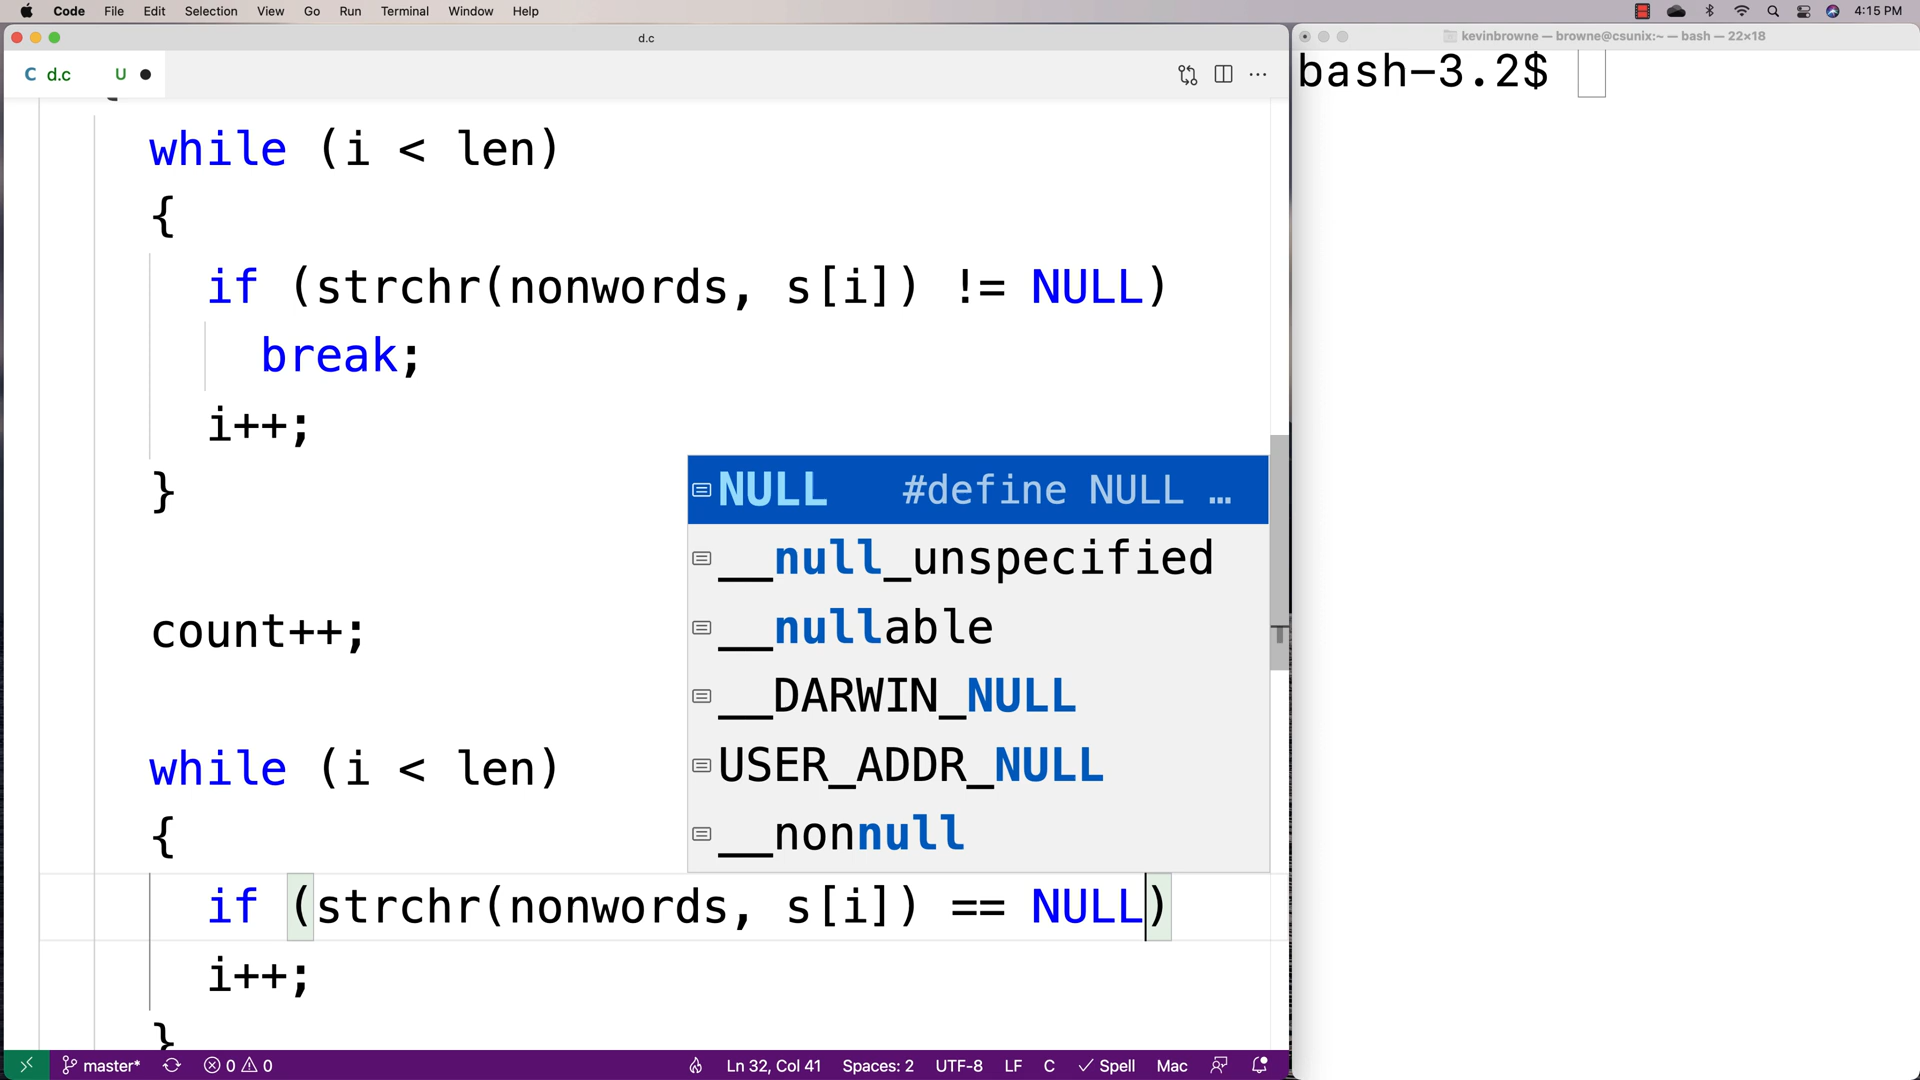 Code File Edit Selection View Go Run Terminal Window Help 4:15 PM
d.c
kevinbrowne — browne@csunix:~ — bash — 22×18
C d.c U
bash-3.2$
while (i < len)
{
if (strchr(nonwords, s[i]) != NULL)
break;
i++;
}
NULL #define NULL …
__null_unspecified
__nullable
count++;
__DARWIN_NULL
while (i < len)
USER_ADDR_NULL
{
__nonnull
if (strchr(nonwords, s[i]) == NULL)
i++;
}
master* 0 0 Ln 32, Col 41 Spaces: 2 UTF-8 LF C Spell Mac